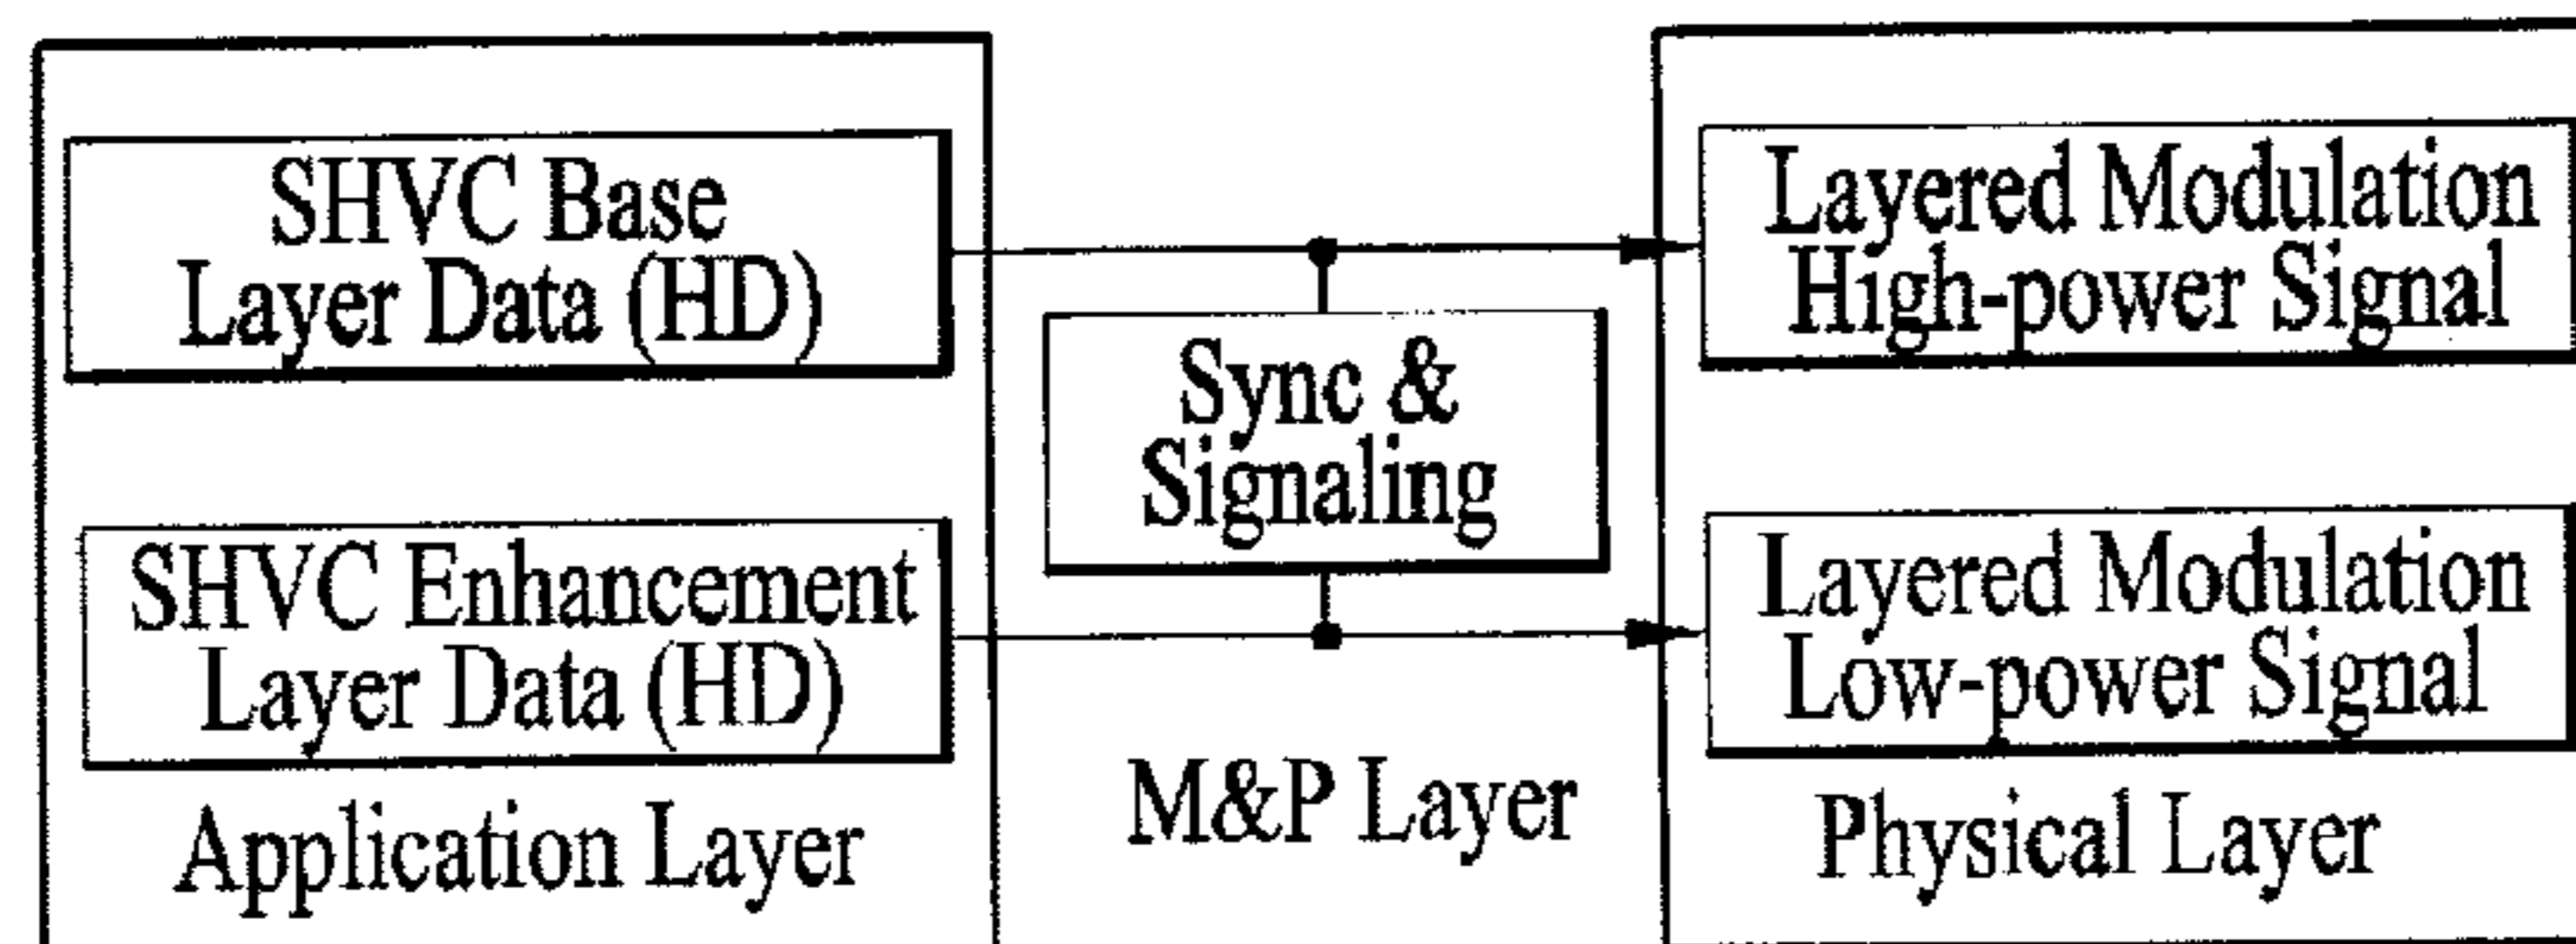 SHVC Base
Layer Data (HD)
Layered Modulation
High-power Signal
Sync &
Signaling
SHVC Enhancement
Layer Data (HD)
Layered Modulation
Low-power Signal
Application Layer
M&P Layer
Physical Layer